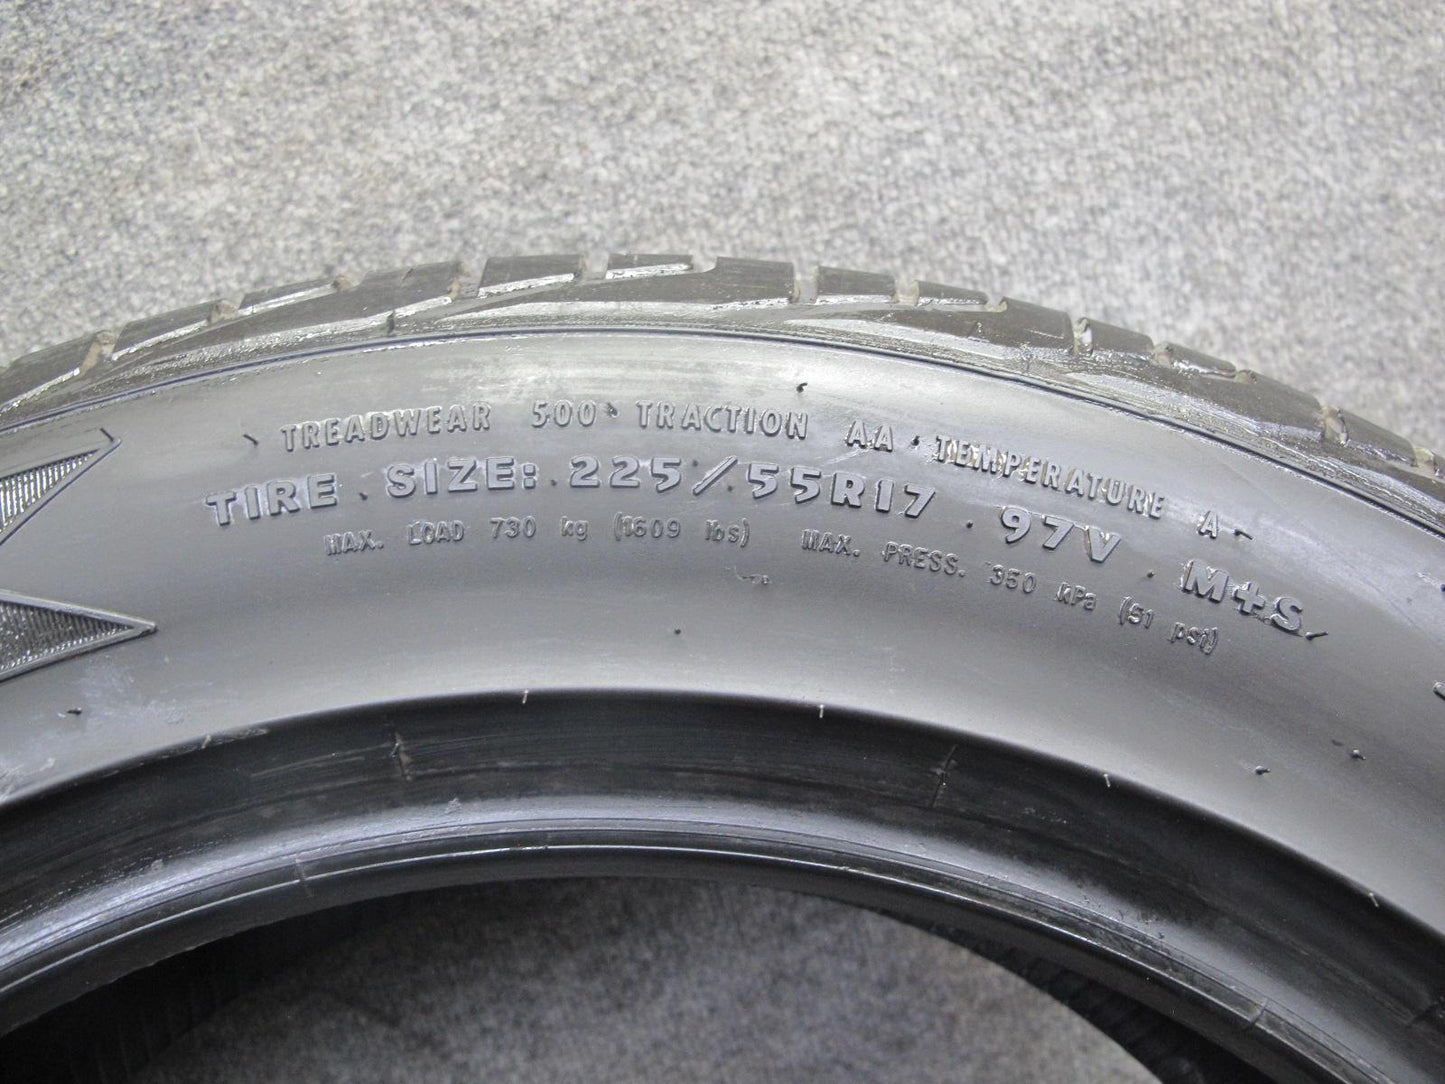 TREADWEAR 500 TRACTION AA TEMPERATURE A
TIRE SIZE: 225/55R17 97V M+S
MAX. LOAD 730 kg (1609 lbs) MAX. PRESS. 350 kPa (51 psi)